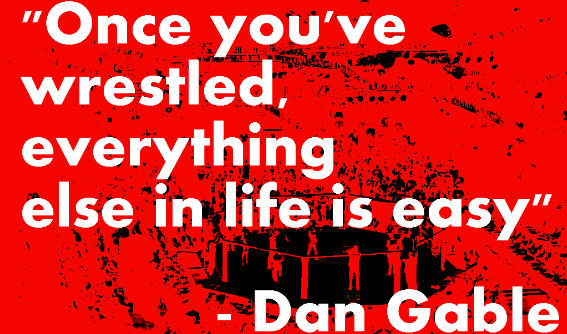 "Once you've
wrestled,
everything
else in life is easy"
- Dan Gable